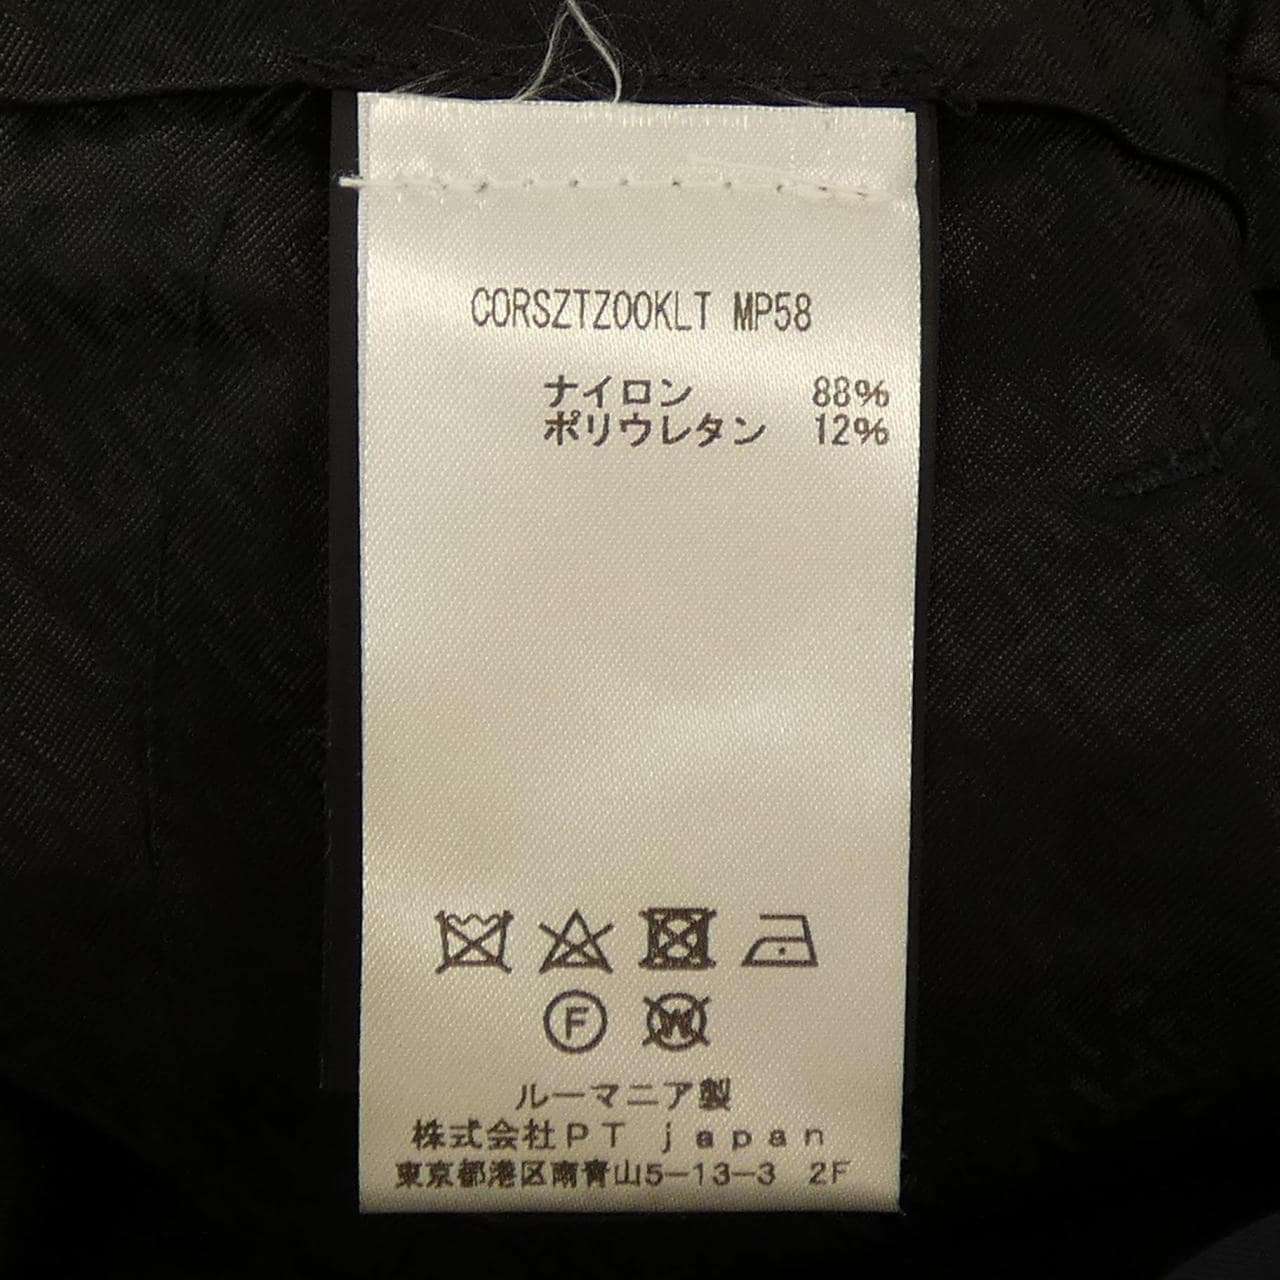 CORSZTZ00KLT MP58
ナイロン 88%
ポリウレタン 12%
F W
ルーマニア製
株式会社PT japan
東京都港区南青山5-13-3 2F